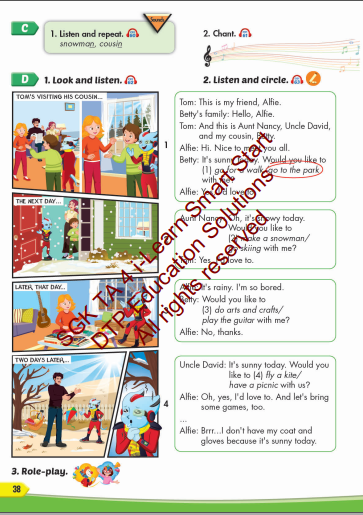 C
Sounds
1. Listen and repeat.
snowman, cousin
2. Chant.
D
1. Look and listen.
2. Listen and circle.
TOM'S VISITING HIS COUSIN...
1
Tom: This is my friend, Alfie.
Betty's family: Hello, Alfie.
Tom: And this is Aunt Nancy, Uncle David,
and my cousin, Betty.
Alfie: Hi. Nice to meet you all.
Betty: It's sunny today. Would you like to
(1) go for a walk/go to the park
with me?
Alfie: Yes, I'd love to.
THE NEXT DAY...
Aunt Nancy: Oh, it's snowy today.
Would you like to
(2) make a snowman/
go skiing with me?
Tom: Yes, I'd love to.
LATER, THAT DAY...
Alfie: It's rainy. I'm so bored.
Betty: Would you like to
(3) do arts and crafts/
play the guitar with me?
Alfie: No, thanks.
TWO DAYS LATER...
4
Uncle David: It's sunny today. Would you
like to (4) fly a kite/
have a picnic with us?
Alfie: Oh, yes, I'd love to. And let's bring
some games, too.
...
Alfie: Brrr...I don't have my coat and
gloves because it's sunny today.
3. Role-play.
38
SGK TA 4 i-Learn Smart Start
DTP Education Solutions
All rights reserved